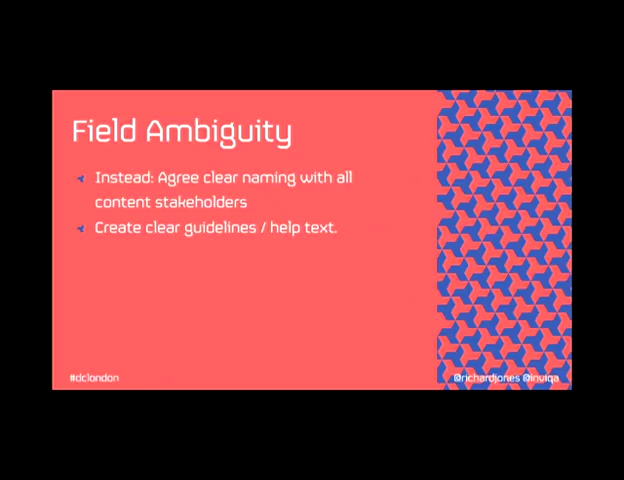 Field Ambiguity
Instead: Agree clear naming with all
content stakeholders
Create clear guidelines / help text.
#dclondon
@richardjones @inviqa